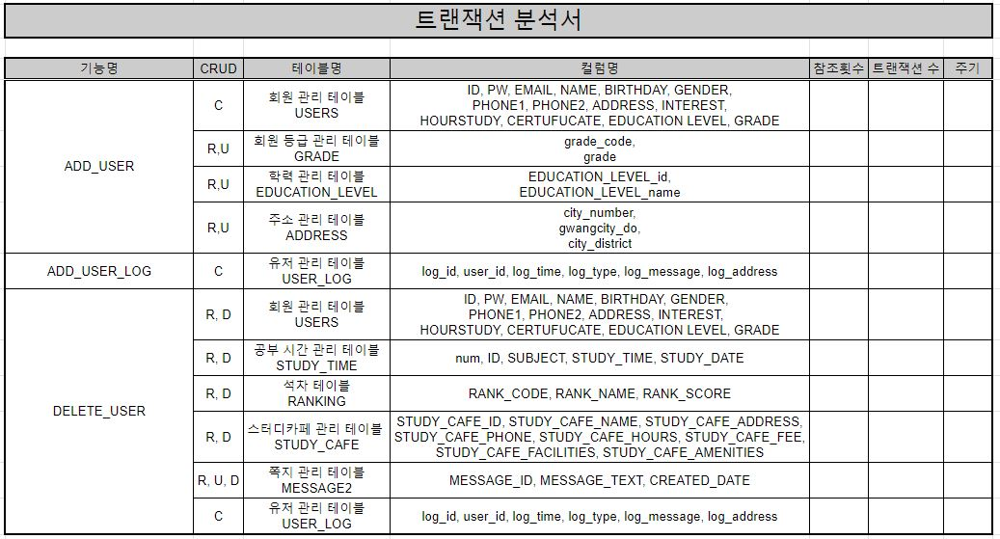 트랜잭션 분석서
기능명 CRUD 테이블명 컬럼명 참조횟수 트랜잭션 수 주기
ADD_USER
C
회원 관리 테이블
USERS
ID, PW, EMAIL, NAME, BIRTHDAY, GENDER,
PHONE1, PHONE2, ADDRESS, INTEREST,
HOURSTUDY, CERTUFUCATE, EDUCATION LEVEL, GRADE
R,U
회원 등급 관리 테이블
GRADE
grade_code,
grade
R,U
학력 관리 테이블
EDUCATION_LEVEL
EDUCATION_LEVEL_id,
EDUCATION_LEVEL_name
R,U
주소 관리 테이블
ADDRESS
city_number,
gwangcity_do,
city_district
ADD_USER_LOG
C
유저 관리 테이블
USER_LOG
log_id, user_id, log_time, log_type, log_message, log_address
DELETE_USER
R, D
회원 관리 테이블
USERS
ID, PW, EMAIL, NAME, BIRTHDAY, GENDER,
PHONE1, PHONE2, ADDRESS, INTEREST,
HOURSTUDY, CERTUFUCATE, EDUCATION LEVEL, GRADE
R, D
공부 시간 관리 테이블
STUDY_TIME
num, ID, SUBJECT, STUDY_TIME, STUDY_DATE
R, D
석차 테이블
RANKING
RANK_CODE, RANK_NAME, RANK_SCORE
R, D
스터디카페 관리 테이블
STUDY_CAFE
STUDY_CAFE_ID, STUDY_CAFE_NAME, STUDY_CAFE_ADDRESS,
STUDY_CAFE_PHONE, STUDY_CAFE_HOURS, STUDY_CAFE_FEE,
STUDY_CAFE_FACILITIES, STUDY_CAFE_AMENITIES
R, U, D
쪽지 관리 테이블
MESSAGE2
MESSAGE_ID, MESSAGE_TEXT, CREATED_DATE
C
유저 관리 테이블
USER_LOG
log_id, user_id, log_time, log_type, log_message, log_address